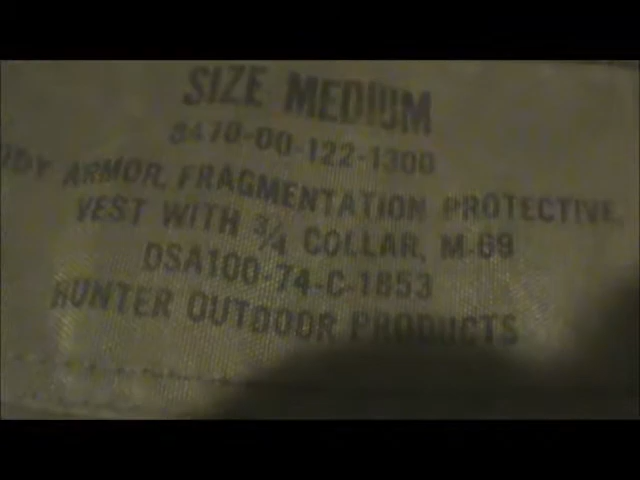 SIZE MEDIUM
8470-00-122-1300
BODY ARMOR, FRAGMENTATION PROTECTIVE,
VEST WITH 3/4 COLLAR, M-69
DSA100-74-C-1853
HUNTER OUTDOOR PRODUCTS